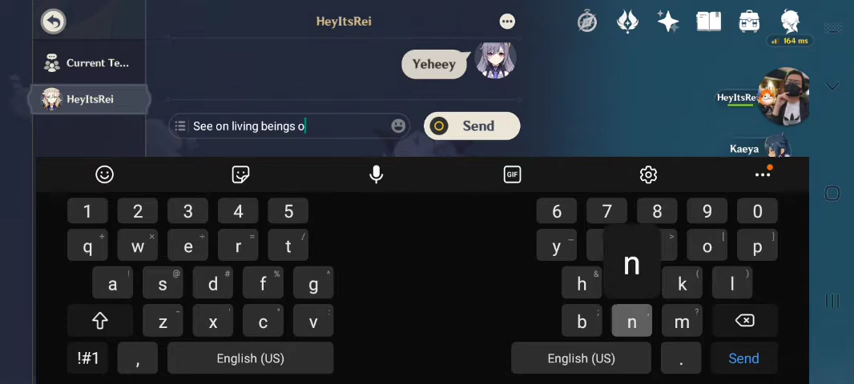 HeyItsRei
164 ms
Current Te...
Yeheey
HeyItsRei
HeyItsRei
See on living beings o
Send
Kaeya
GIF
1 2 3 4 5 6 7 8 9 0
q + w × e ÷ r = t / y _ > o [ p ]
a ! s @ d # f g ^ h & n k ( l )
z - x ' c " v : b ; n , m ?
!#1 , English (US) English (US) . Send